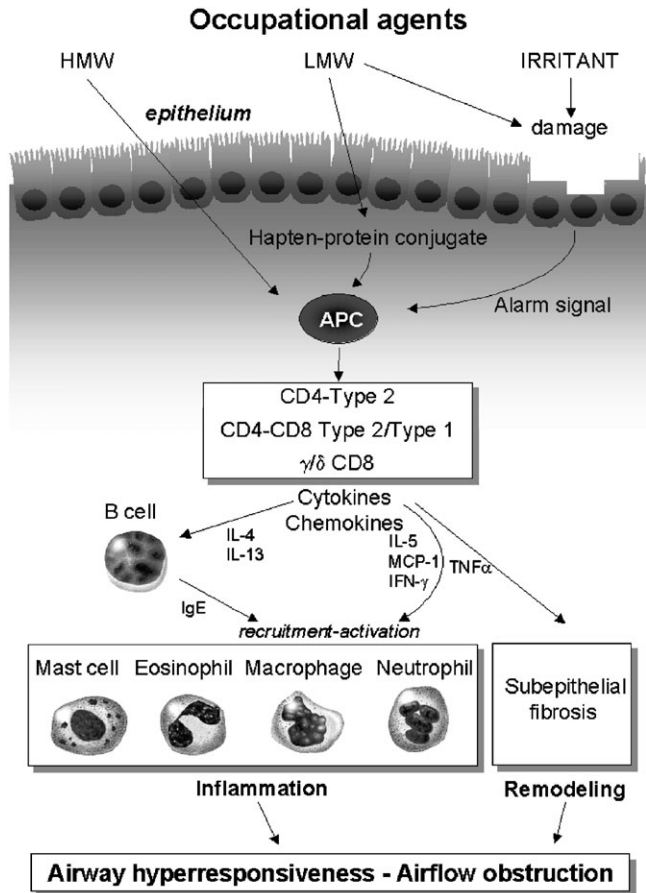 Occupational agents
HMW LMW IRRITANT
epithelium
damage
Hapten-protein conjugate
Alarm signal
APC
CD4-Type 2
CD4-CD8 Type 2/Type 1
γ/δ CD8
Cytokines
Chemokines
B cell
IL-4
IL-13
IL-5
MCP-1
IFN-γ
TNFα
IgE
recruitment-activation
Mast cell Eosinophil Macrophage Neutrophil
Subepithelial
fibrosis
Inflammation Remodeling
Airway hyperresponsiveness - Airflow obstruction